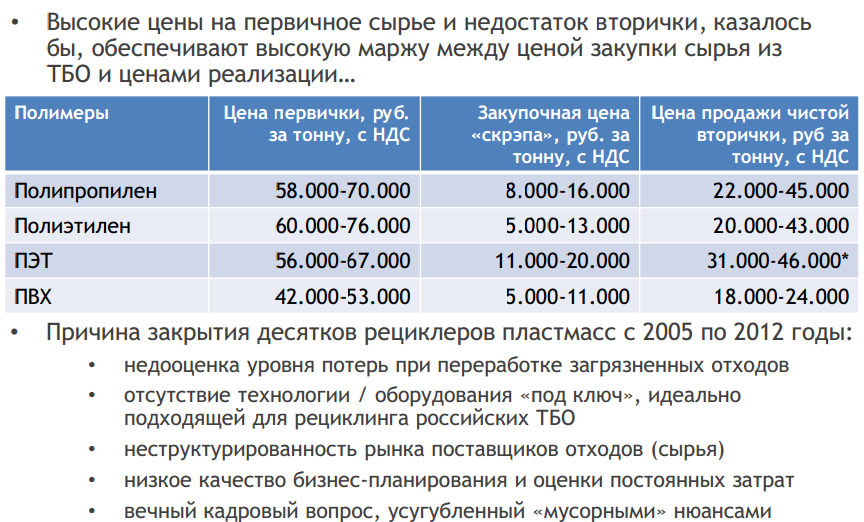 • Высокие цены на первичное сырье и недостаток вторички, казалось
бы, обеспечивают высокую маржу между ценой закупки сырья из
ТБО и ценами реализации…
Полимеры
Цена первички, руб.
за тонну, с НДС
Закупочная цена
«скрэпа», руб. за
тонну, с НДС
Цена продажи чистой
вторички, руб за
тонну, с НДС
Полипропилен 58.000-70.000 8.000-16.000 22.000-45.000
Полиэтилен 60.000-76.000 5.000-13.000 20.000-43.000
ПЭТ 56.000-67.000 11.000-20.000 31.000-46.000*
ПВХ 42.000-53.000 5.000-11.000 18.000-24.000
• Причина закрытия десятков рециклеров пластмасс с 2005 по 2012 годы:
• недооценка уровня потерь при переработке загрязненных отходов
• отсутствие технологии / оборудования «под ключ», идеально
подходящей для рециклинга российских ТБО
• неструктурированность рынка поставщиков отходов (сырья)
• низкое качество бизнес-планирования и оценки постоянных затрат
• вечный кадровый вопрос, усугубленный «мусорными» нюансами